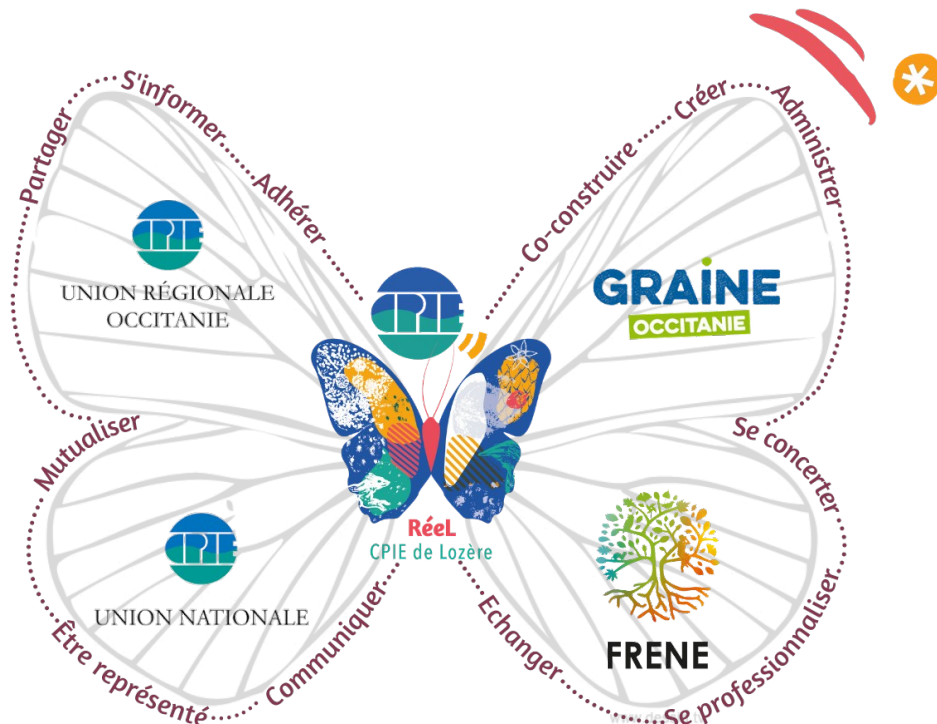 S'informer
Partager
Adhérer
Créer
Administrer
Co-construire
CPIE
UNION RÉGIONALE
OCCITANIE
CPIE
GRAINE
OCCITANIE
Mutualiser
Se concerter
RéeL
CPIE de Lozère
CPIE
UNION NATIONALE
FRENE
Être représenté
Communiquer
Echanger
Se professionnaliser